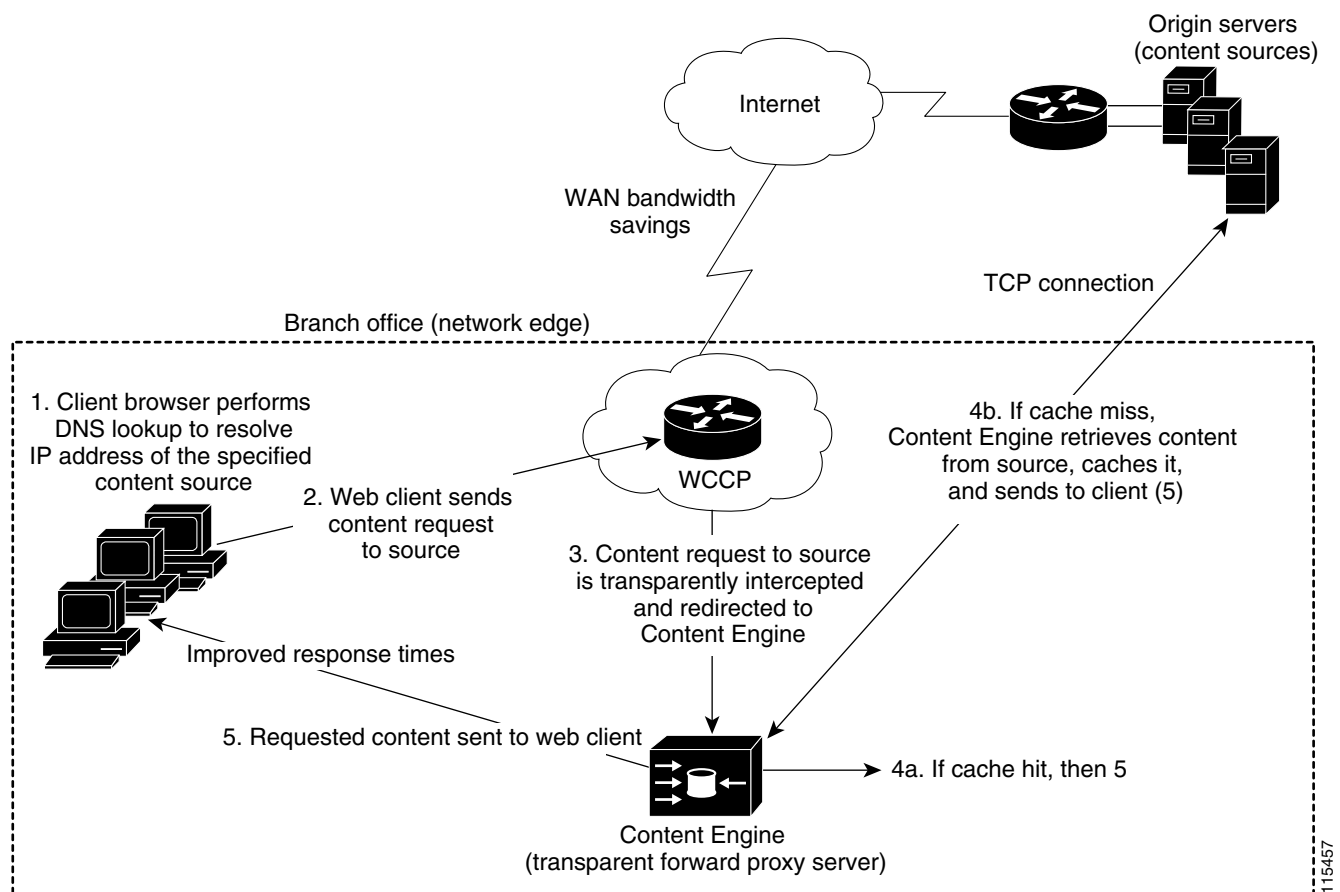 Origin servers
(content sources)
Internet
WAN bandwidth
savings
TCP connection
Branch office (network edge)
1. Client browser performs
DNS lookup to resolve
IP address of the specified
content source
2. Web client sends
content request
to source
WCCP
3. Content request to source
is transparently intercepted
and redirected to
Content Engine
4b. If cache miss,
Content Engine retrieves content
from source, caches it,
and sends to client (5)
Improved response times
5. Requested content sent to web client
4a. If cache hit, then 5
Content Engine
(transparent forward proxy server)
115457